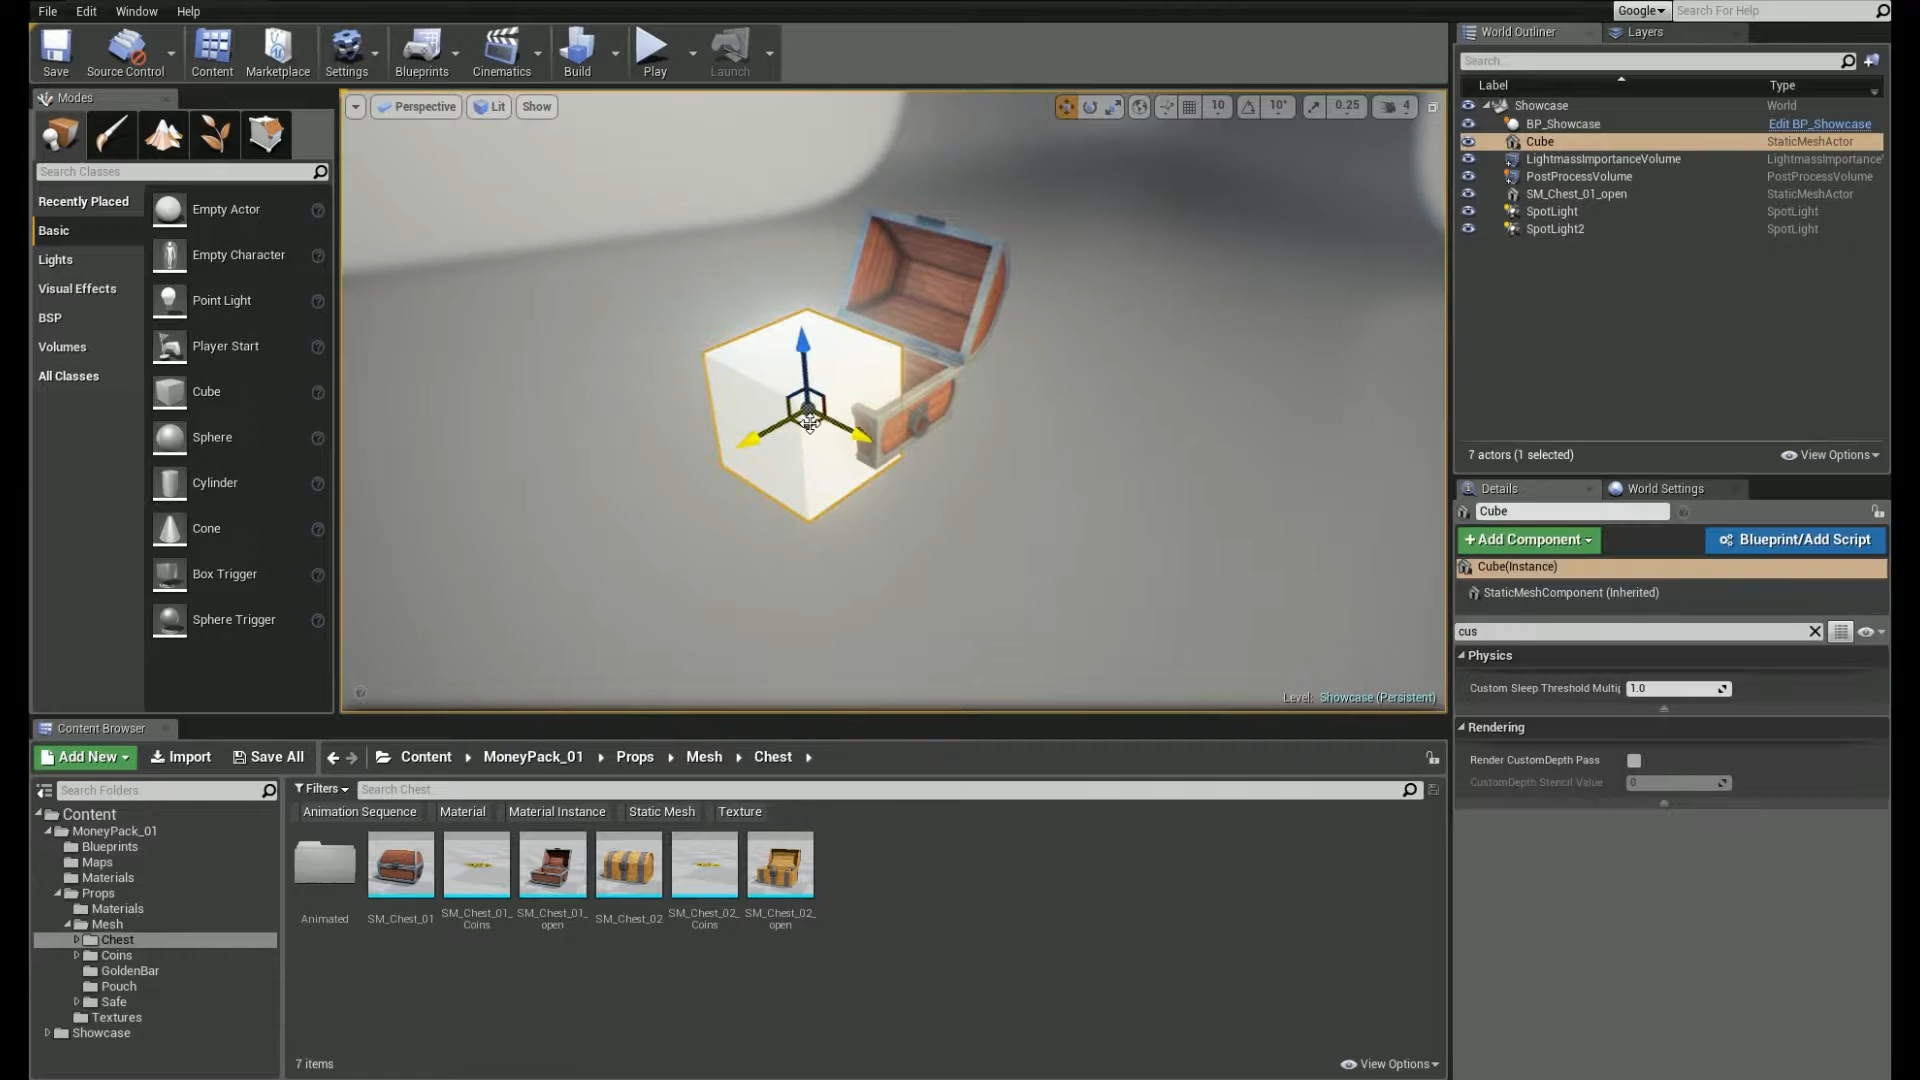 File Edit Window Help
Google Search For Help
Save Source Control Content Marketplace Settings Blueprints Cinematics Build Play Launch
Modes
Search Classes
Recently Placed
Basic
Lights
Visual Effects
BSP
Volumes
All Classes
Empty Actor
Empty Character
Point Light
Player Start
Cube
Sphere
Cylinder
Cone
Box Trigger
Sphere Trigger
Perspective Lit Show
10 10° 0.25 4
Level: Showcase (Persistent)
World Outliner Layers
Search...
Label Type
Showcase World
BP_Showcase Edit BP_Showcase
Cube StaticMeshActor
LightmassImportanceVolume LightmassImportance
PostProcessVolume PostProcessVolume
SM_Chest_01_open StaticMeshActor
SpotLight SpotLight
SpotLight2 SpotLight
7 actors (1 selected) View Options
Details World Settings
Cube
+Add Component Blueprint/Add Script
Cube(Instance)
StaticMeshComponent (Inherited)
cus
Physics
Custom Sleep Threshold Multip 1.0
Rendering
Render CustomDepth Pass
CustomDepth Stencil Value 0
Content Browser
Add New Import Save All Content MoneyPack_01 Props Mesh Chest
Search Folders
Filters Search Chest
Animation Sequence Material Material Instance Static Mesh Texture
Content
MoneyPack_01
Blueprints
Maps
Materials
Props
Materials
Mesh
Chest
Coins
GoldenBar
Pouch
Safe
Textures
Showcase
Animated SM_Chest_01 SM_Chest_01_ SM_Chest_01_ SM_Chest_02 SM_Chest_02_ SM_Chest_02_
Coins open Coins open
7 items View Options